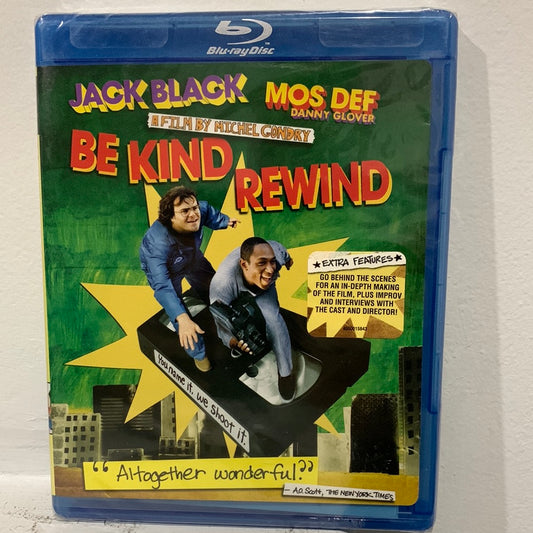 Blu-ray Disc
JACK BLACK MOS DEF
DANNY GLOVER
A FILM BY MICHEL GONDRY
BE KIND
REWIND
EXTRA FEATURES
GO BEHIND THE SCENES
FOR AN IN-DEPTH MAKING
OF THE FILM, PLUS IMPROV
AND INTERVIEWS WITH
THE CAST AND DIRECTOR!
You name it, we shoot it.
"Altogether wonderful."
– A.O. Scott, THE NEW YORK TIMES